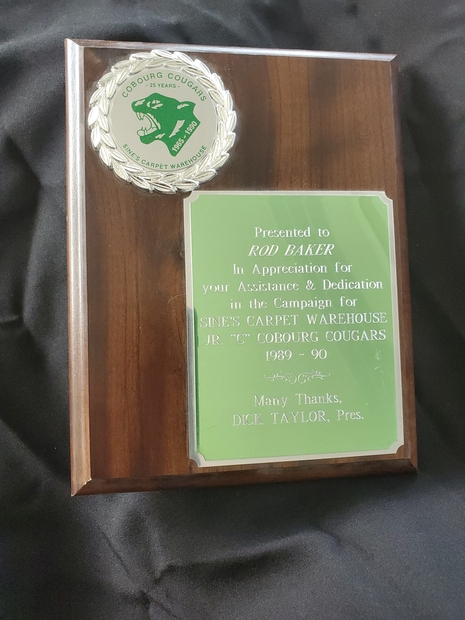 COBOURG COUGARS
- 25 YEARS -
1965 - 1990
SINE'S CARPET WAREHOUSE
Presented to
ROD BAKER
In Appreciation for
your Assistance & Dedication
in the Campaign for
SINE'S CARPET WAREHOUSE
JR. "C" COBOURG COUGARS
1989 - 90
Many Thanks,
DICK TAYLOR, Pres.